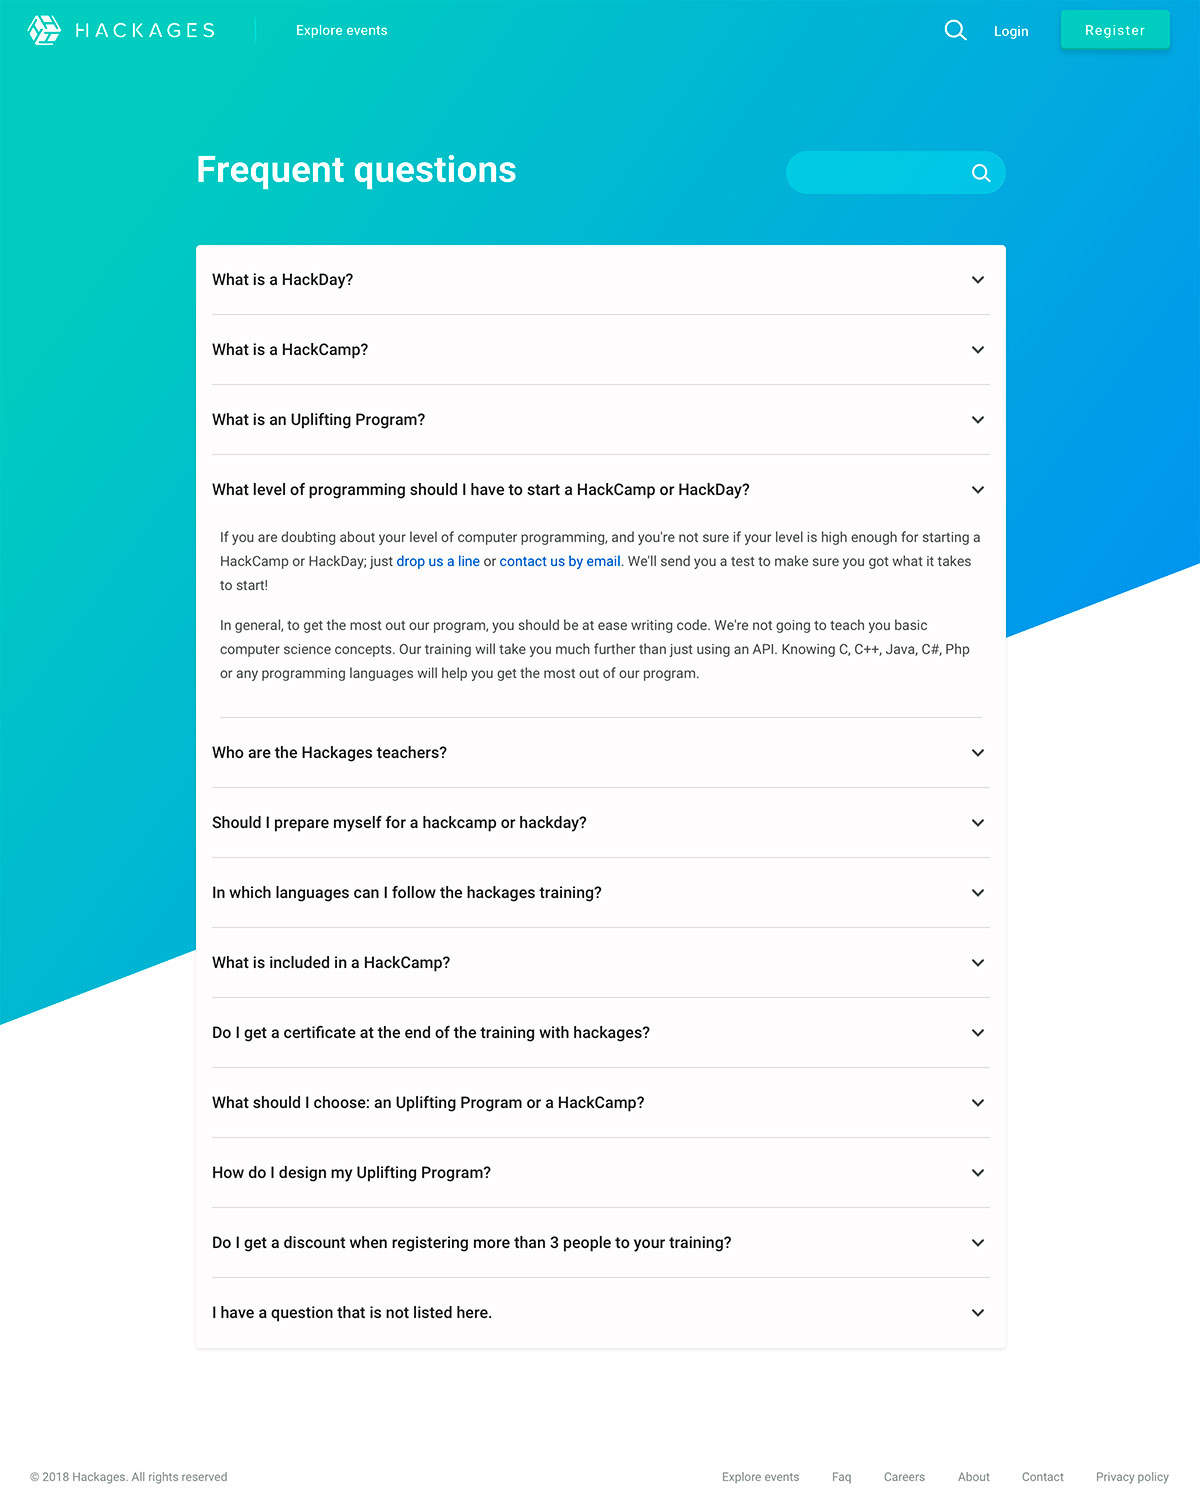 HACKAGES
Explore events
Login
Register
Frequent questions
What is a HackDay?
What is a HackCamp?
What is an Uplifting Program?
What level of programming should I have to start a HackCamp or HackDay?
If you are doubting about your level of computer programming, and you're not sure if your level is high enough for starting a
HackCamp or HackDay; just drop us a line or contact us by email. We'll send you a test to make sure you got what it takes
to start!
In general, to get the most out our program, you should be at ease writing code. We're not going to teach you basic
computer science concepts. Our training will take you much further than just using an API. Knowing C, C++, Java, C#, Php
or any programming languages will help you get the most out of our program.
Who are the Hackages teachers?
Should I prepare myself for a hackcamp or hackday?
In which languages can I follow the hackages training?
What is included in a HackCamp?
Do I get a certificate at the end of the training with hackages?
What should I choose: an Uplifting Program or a HackCamp?
How do I design my Uplifting Program?
Do I get a discount when registering more than 3 people to your training?
I have a question that is not listed here.
© 2018 Hackages. All rights reserved
Explore events
Faq
Careers
About
Contact
Privacy policy